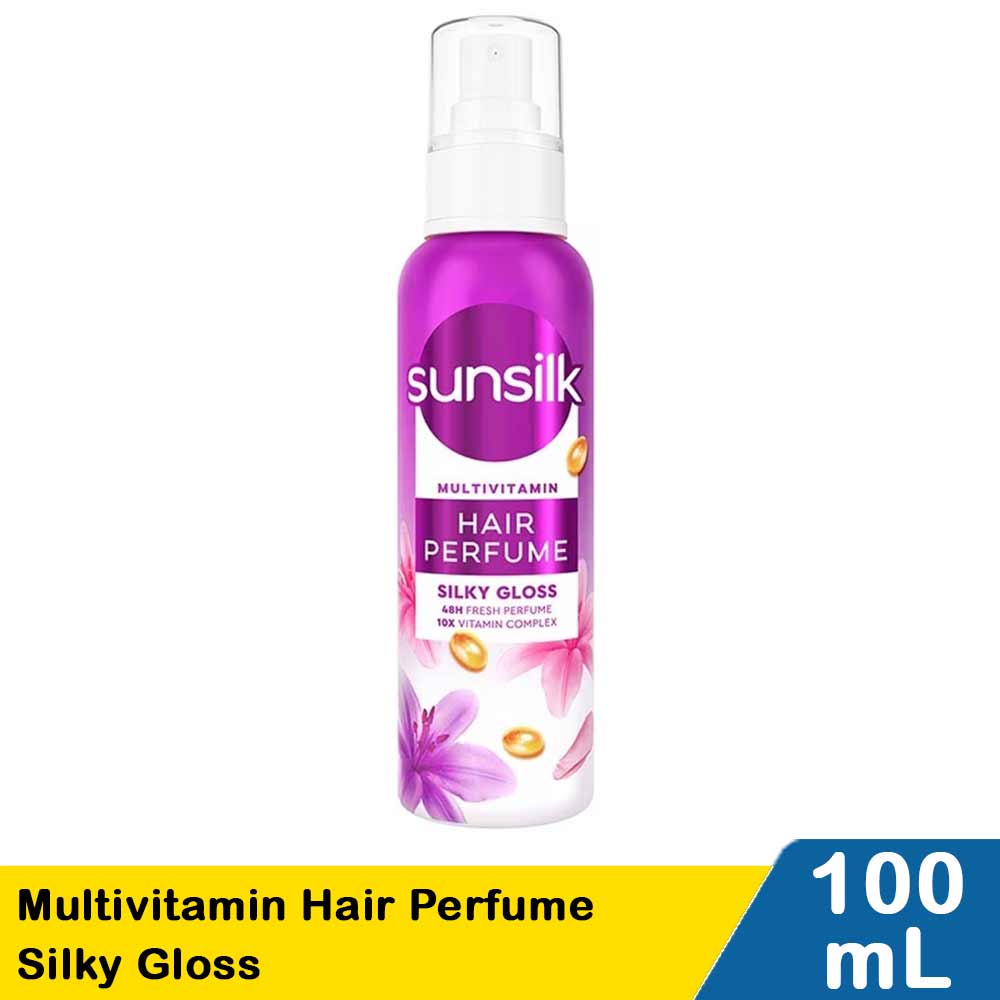 sunsilk
MULTIVITAMIN
HAIR
PERFUME
SILKY GLOSS
48H FRESH PERFUME
10X VITAMIN COMPLEX
Multivitamin Hair Perfume
Silky Gloss
100
mL